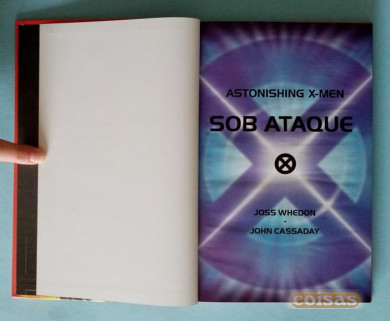 ASTONISHING X-MEN
SOB ATAQUE
JOSS WHEDON
JOHN CASSADAY
coisas